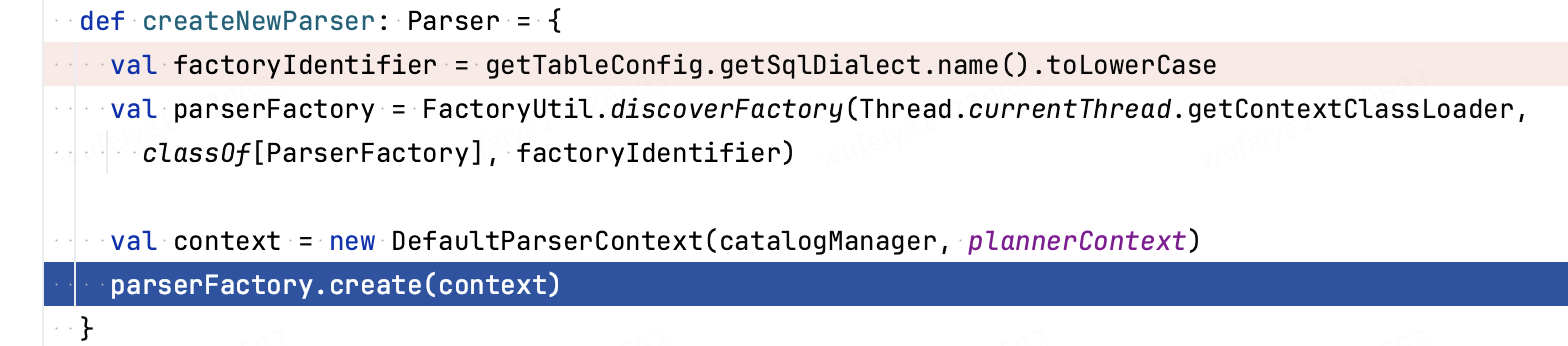 def createNewParser: Parser = {
val factoryIdentifier = getTableConfig.getSqlDialect.name().toLowerCase
val parserFactory = FactoryUtil.discoverFactory(Thread.currentThread.getContextClassLoader,
classOf[ParserFactory], factoryIdentifier)
val context = new DefaultParserContext(catalogManager, plannerContext)
parserFactory.create(context)
}